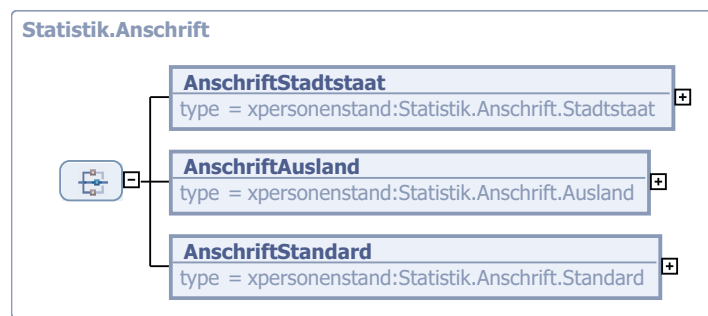 Statistik.Anschrift
AnschriftStadtstaat
type = xpersonenstand:Statistik.Anschrift.Stadtstaat
AnschriftAusland
type = xpersonenstand:Statistik.Anschrift.Ausland
AnschriftStandard
type = xpersonenstand:Statistik.Anschrift.Standard